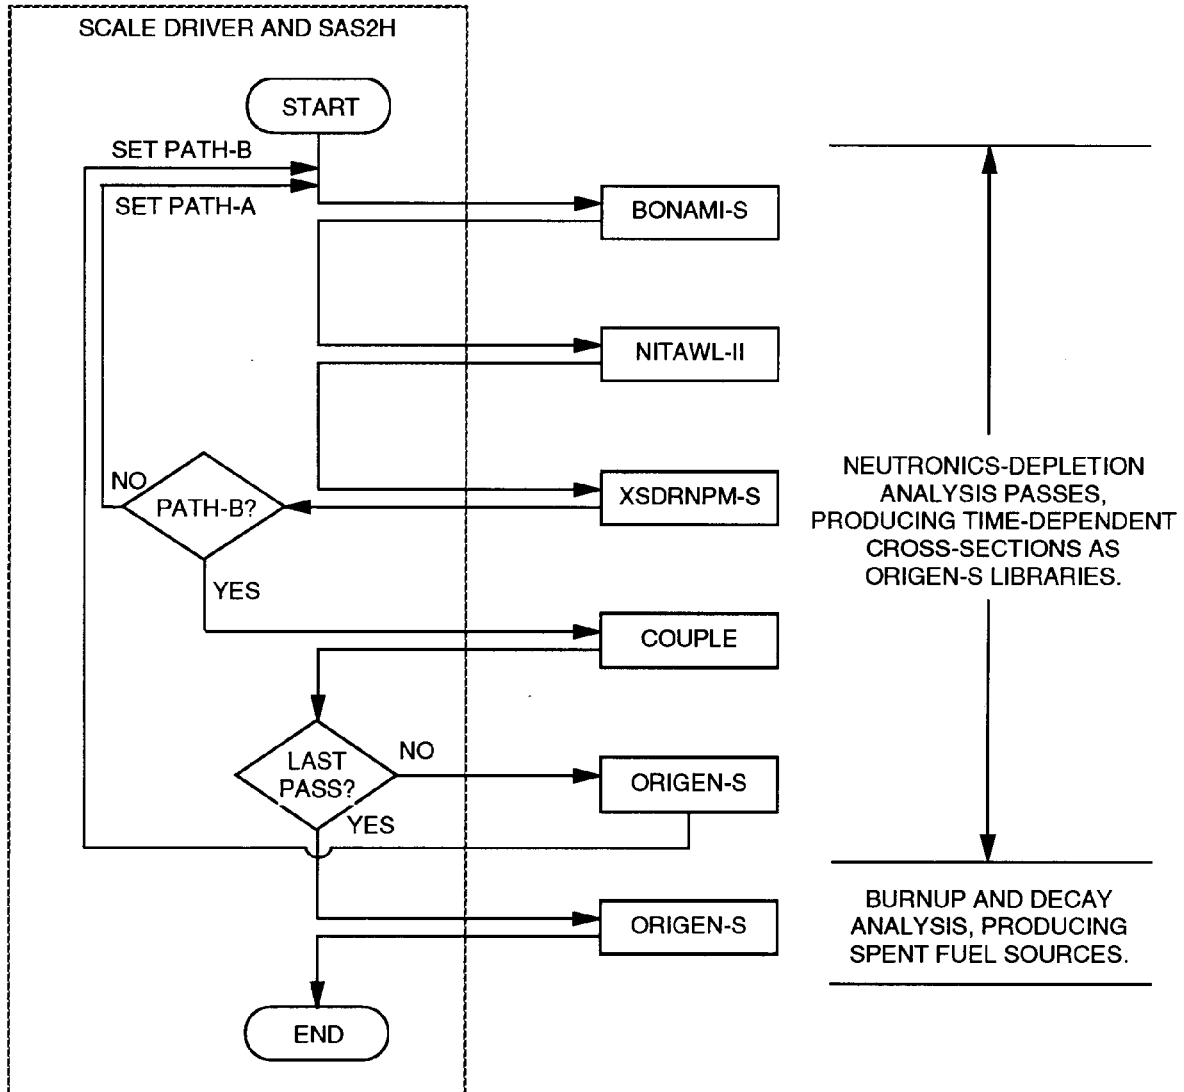 SCALE DRIVER AND SAS2H
START
SET PATH-B
SET PATH-A
BONAMI-S
NITAWL-II
NO
PATH-B?
XSDRNPM-S
NEUTRONICS-DEPLETION
ANALYSIS PASSES,
PRODUCING TIME-DEPENDENT
CROSS-SECTIONS AS
ORIGEN-S LIBRARIES.
YES
COUPLE
LAST
PASS?
NO
ORIGEN-S
YES
ORIGEN-S
BURNUP AND DECAY
ANALYSIS, PRODUCING
SPENT FUEL SOURCES.
END